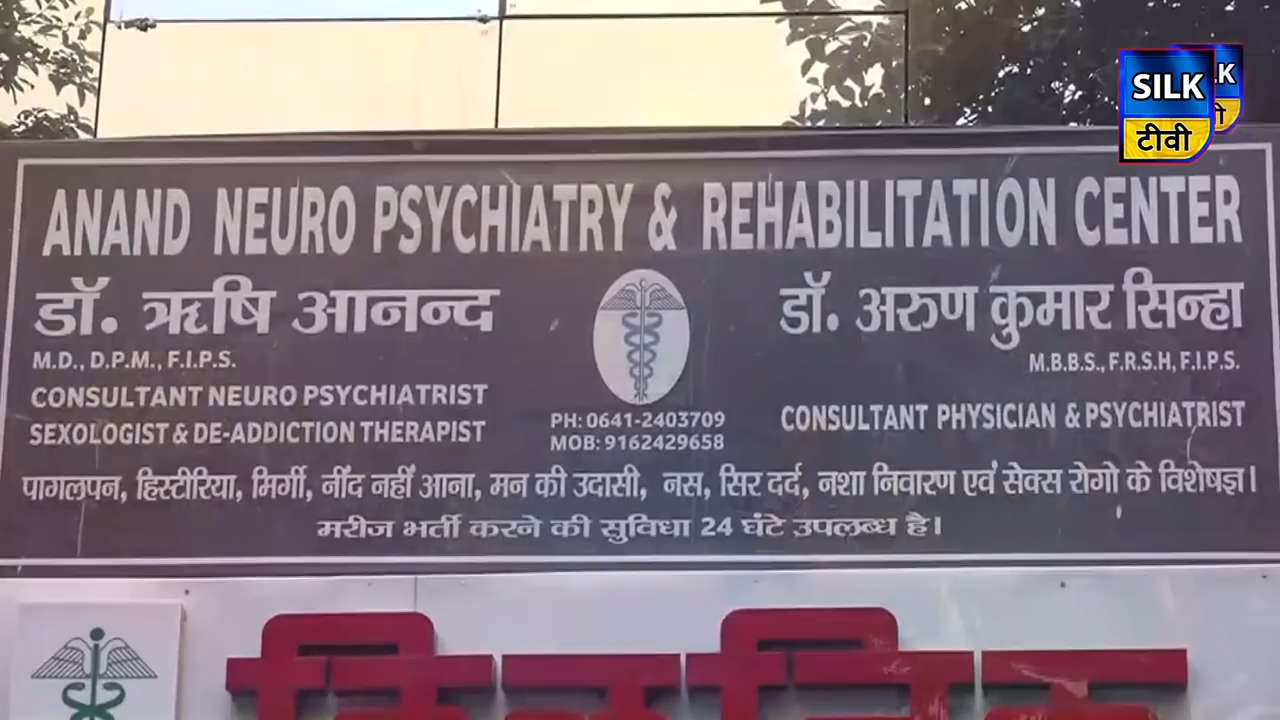 SILK
टीवी
ANAND NEURO PSYCHIATRY & REHABILITATION CENTER
डॉ. ऋषि आनन्द
M.D., D.P.M., F.I.P.S.
CONSULTANT NEURO PSYCHIATRIST
SEXOLOGIST & DE-ADDICTION THERAPIST
PH: 0641-2403709
MOB: 9162429658
डॉ. अरुण कुमार सिन्हा
M.B.B.S., F.R.S.H, F.I.P.S.
CONSULTANT PHYSICIAN & PSYCHIATRIST
पागलपन, हिस्टीरिया, मिर्गी, नींद नहीं आना, मन की उदासी, नस, सिर दर्द, नशा निवारण एवं सेक्स रोगो के विशेषज्ञ।
मरीज भर्ती करने की सुविधा 24 घंटे उपलब्ध है।